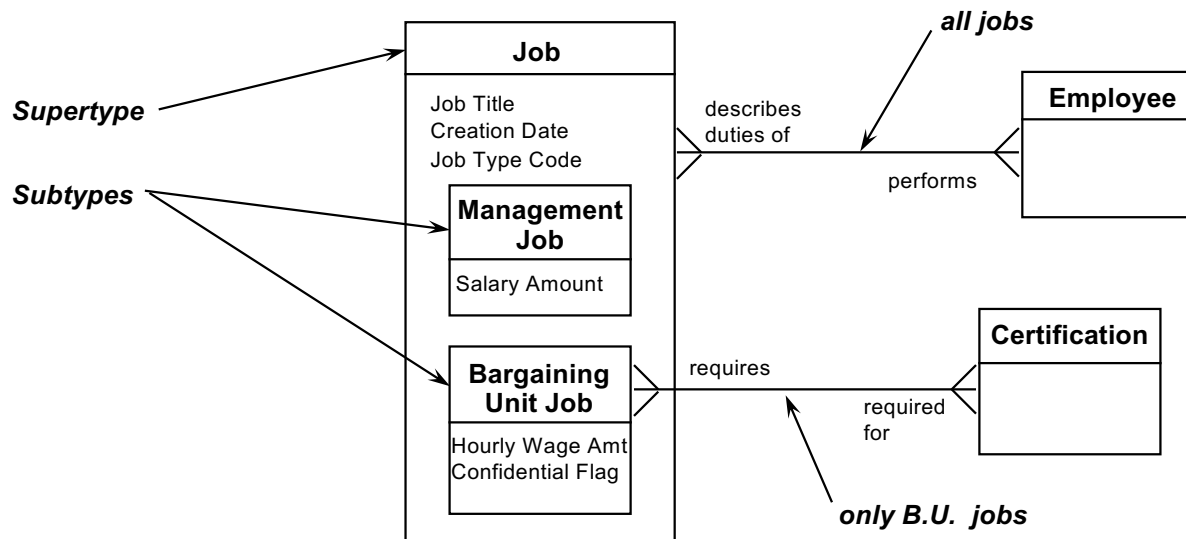 all jobs
Job
Supertype
Job Title
Creation Date
Job Type Code
describes
duties of
performs
Employee
Subtypes
Management
Job
Salary Amount
Bargaining
Unit Job
Hourly Wage Amt
Confidential Flag
requires
required
for
Certification
only B.U. jobs